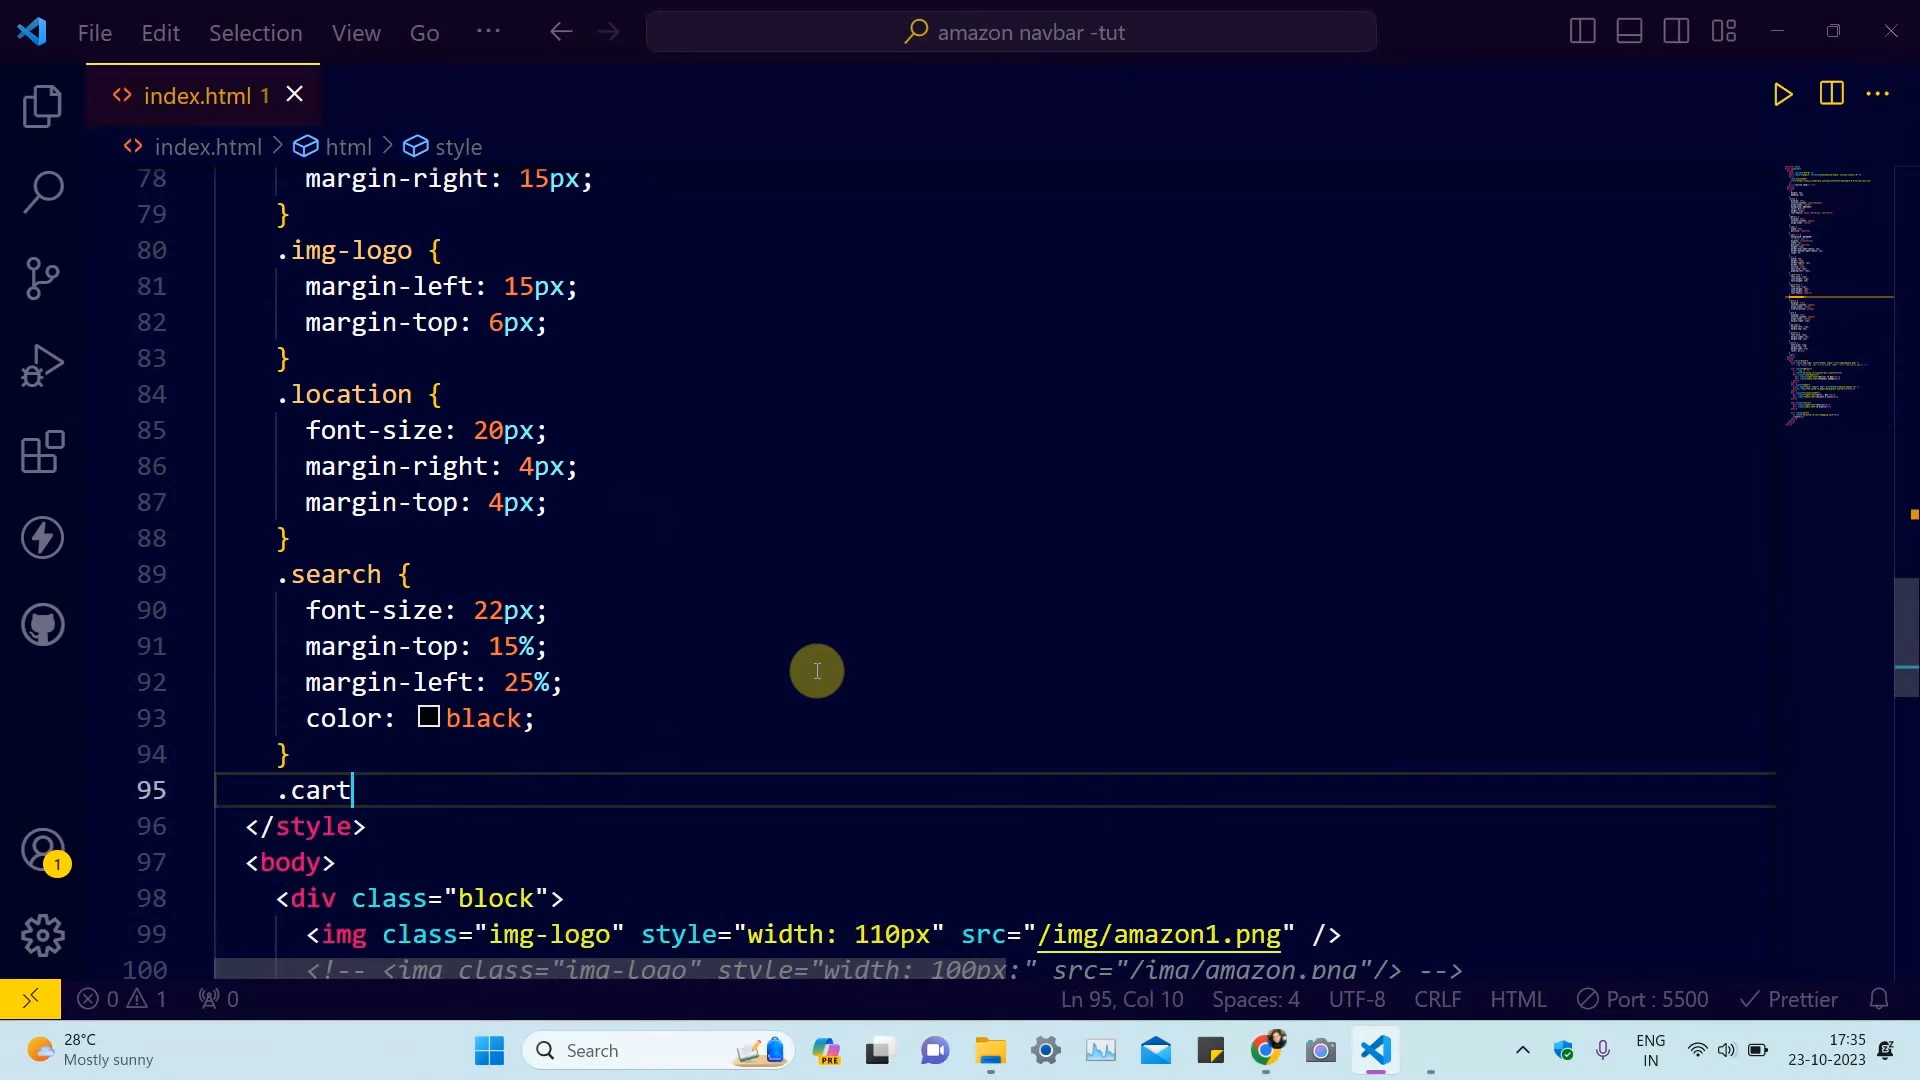 File Edit Selection View Go ··· amazon navbar -tut
index.html 1
index.html > html > style
78 margin-right: 15px;
79 }
80 .img-logo {
81 margin-left: 15px;
82 margin-top: 6px;
83 }
84 .location {
85 font-size: 20px;
86 margin-right: 4px;
87 margin-top: 4px;
88 }
89 .search {
90 font-size: 22px;
91 margin-top: 15%;
92 margin-left: 25%;
93 color: black;
94 }
95 .cart
96 </style>
97 <body>
98 <div class="block">
99 <img class="img-logo" style="width: 110px" src="/img/amazon1.png" />
100 <!-- <img class="img-logo" style="width: 100px;" src="/img/amazon.png"/> -->
1
0 1 0 Ln 95, Col 10 Spaces: 4 UTF-8 CRLF HTML Port : 5500 Prettier
28°C
Mostly sunny
Search
PRE
ENG
IN
17:35
23-10-2023